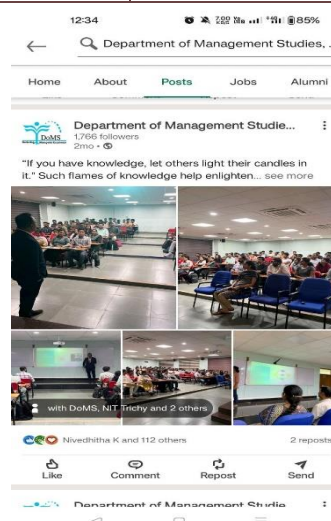 12:34
85%
Department of Management Studies, .
Home About Posts Jobs Alumni
DoMS
Department of Management Studie...
1,766 followers
2mo •
"If you have knowledge, let others light their candles in
it." Such flames of knowledge help enlighten... see more
with DoMS, NIT Trichy and 2 others
Nivedhitha K and 112 others 2 reposts
Like Comment Repost Send
Department of Management Studie